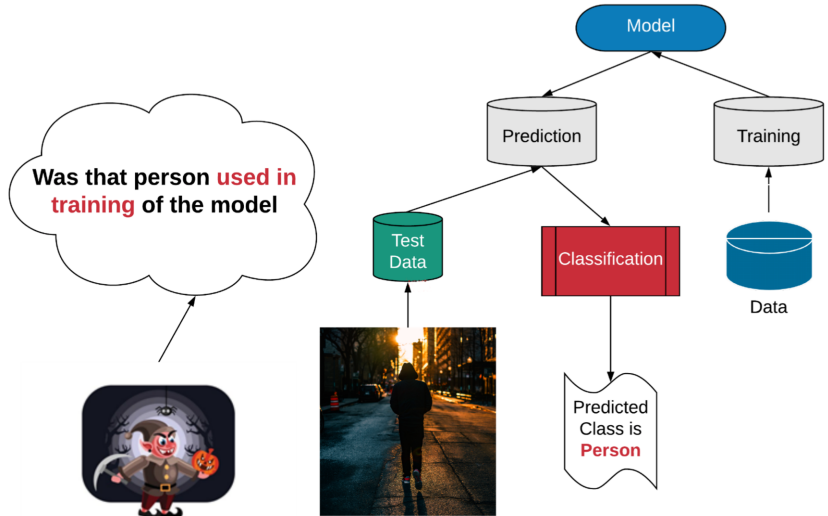 Model
Prediction
Training
Was that person used in
training of the model
Test
Data
Classification
Data
Predicted
Class is
Person